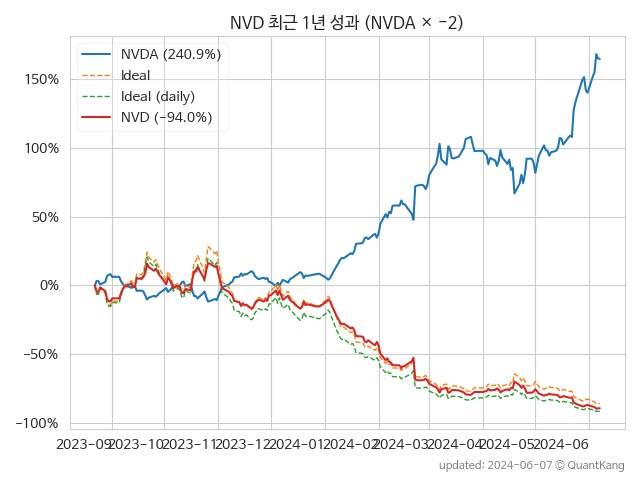 NVD 최근 1년 성과 (NVDA × −2)
NVDA (240.9%)
Ideal
Ideal (daily)
NVD (−94.0%)
150%
100%
50%
0%
−50%
−100%
2023-09 2023-10 2023-11 2023-12 2024-01 2024-02 2024-03 2024-04 2024-05 2024-06
updated: 2024-06-07 © QuantKang